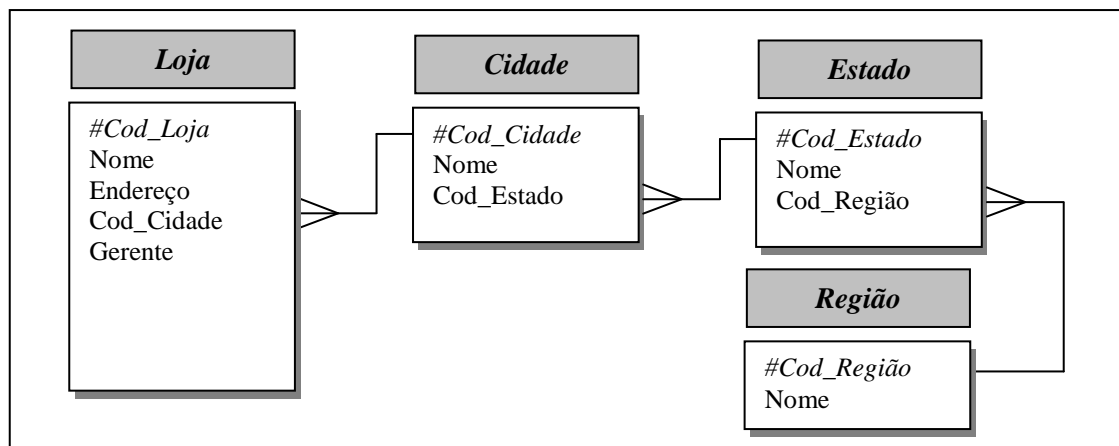 Loja
#Cod_Loja
Nome
Endereço
Cod_Cidade
Gerente
Cidade
#Cod_Cidade
Nome
Cod_Estado
Estado
#Cod_Estado
Nome
Cod_Região
Região
#Cod_Região
Nome